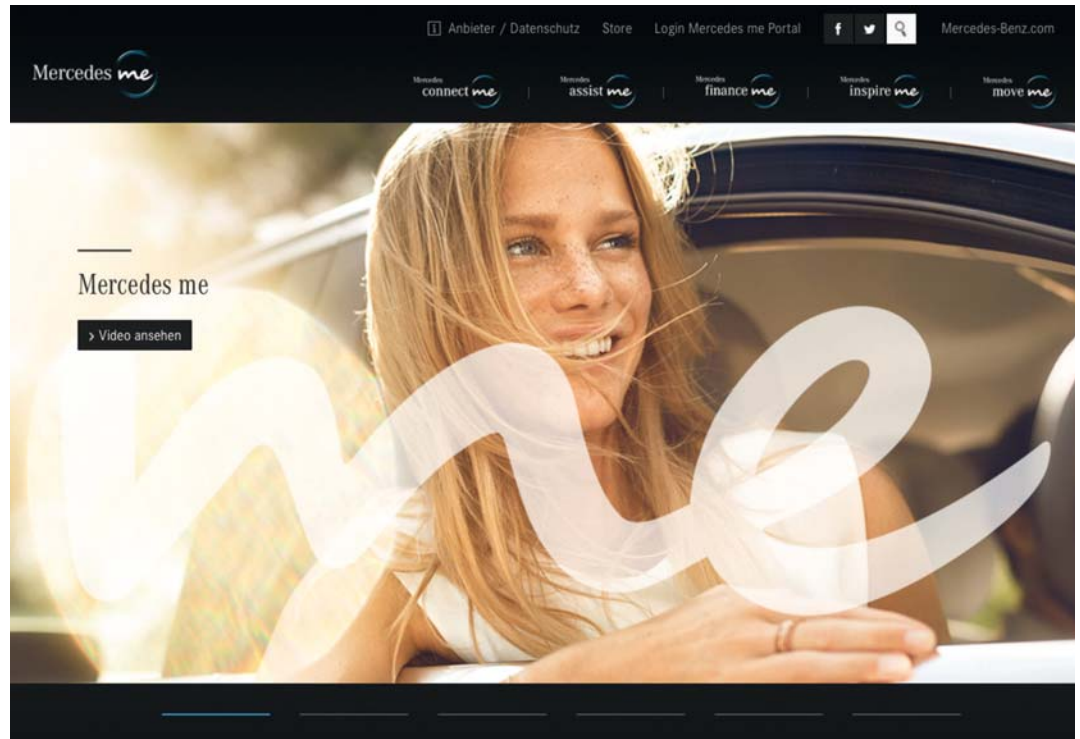 Anbieter / Datenschutz Store Login Mercedes me Portal Mercedes-Benz.com
Mercedes me
Mercedes connect me | Mercedes assist me | Mercedes finance me | Mercedes inspire me | Mercedes move me
Mercedes me
> Video ansehen
me